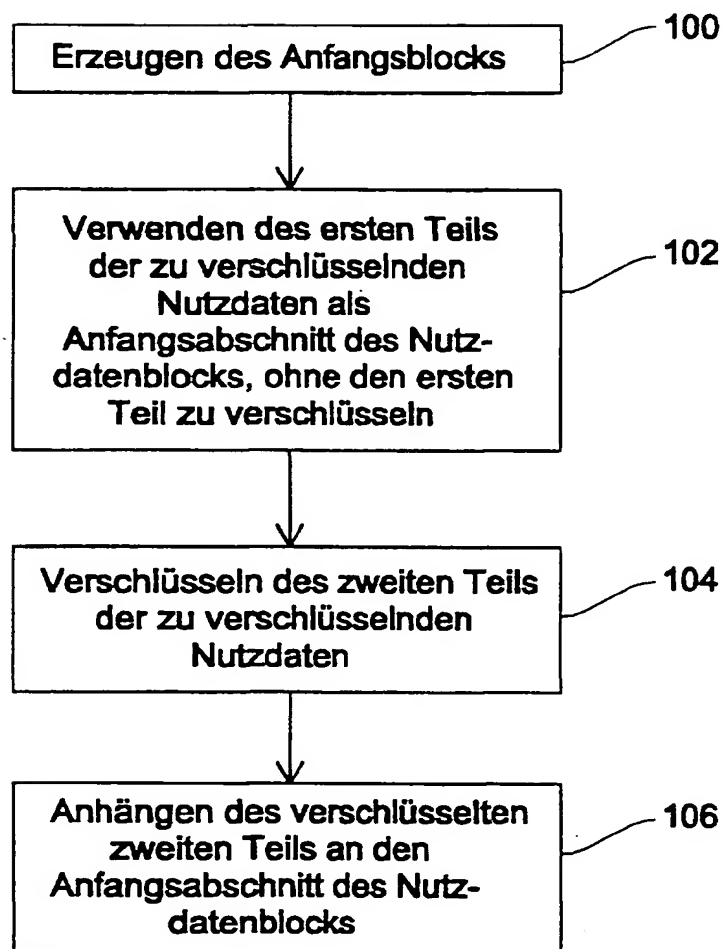 Erzeugen des Anfangsblocks
100
Verwenden des ersten Teils
der zu verschlüsselnden
Nutzdaten als
Anfangsabschnitt des Nutz-
datenblocks, ohne den ersten
Teil zu verschlüsseln
102
Verschlüsseln des zweiten Teils
der zu verschlüsselnden
Nutzdaten
104
Anhängen des verschlüsselten
zweiten Teils an den
Anfangsabschnitt des Nutz-
datenblocks
106